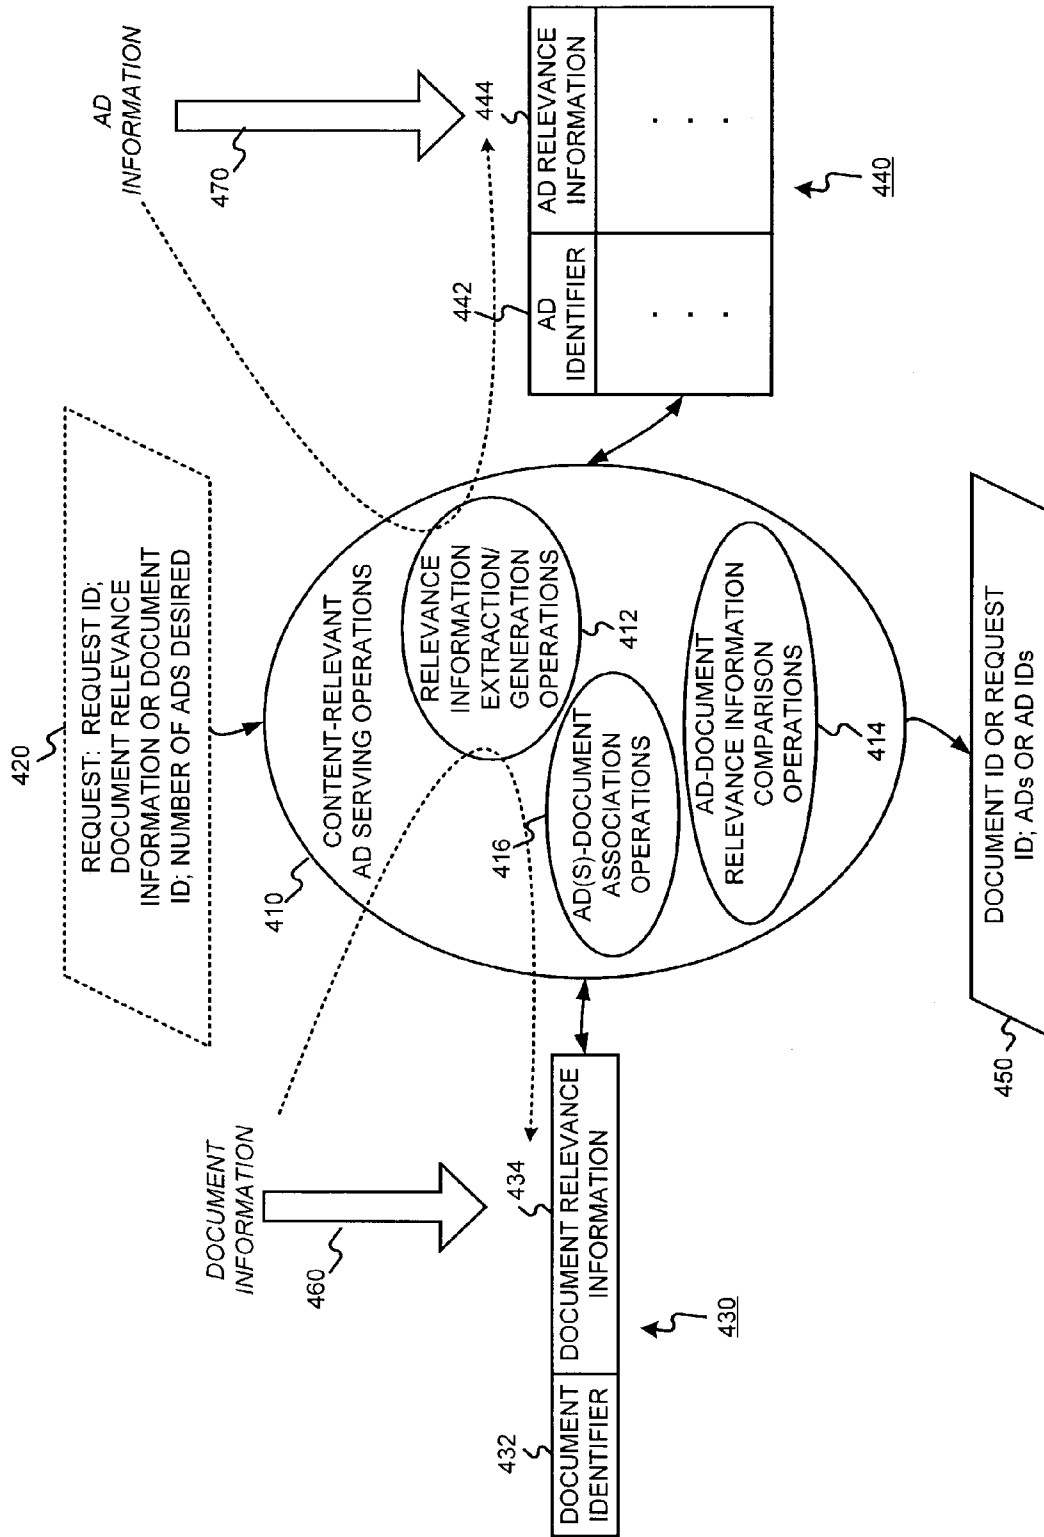 420
REQUEST: REQUEST ID;
DOCUMENT RELEVANCE
INFORMATION OR DOCUMENT
ID; NUMBER OF ADS DESIRED
DOCUMENT
INFORMATION
460
AD
INFORMATION
470
410
CONTENT-RELEVANT
AD SERVING OPERATIONS
RELEVANCE
INFORMATION
EXTRACTION/
GENERATION
OPERATIONS
412
416
AD(S)-DOCUMENT
ASSOCIATION
OPERATIONS
AD-DOCUMENT
RELEVANCE INFORMATION
COMPARISON
OPERATIONS
414
432
434
DOCUMENT
IDENTIFIER
DOCUMENT RELEVANCE
INFORMATION
430
442
444
AD
IDENTIFIER
AD RELEVANCE
INFORMATION
. . .
. . .
440
450
DOCUMENT ID OR REQUEST
ID; ADs OR AD IDs